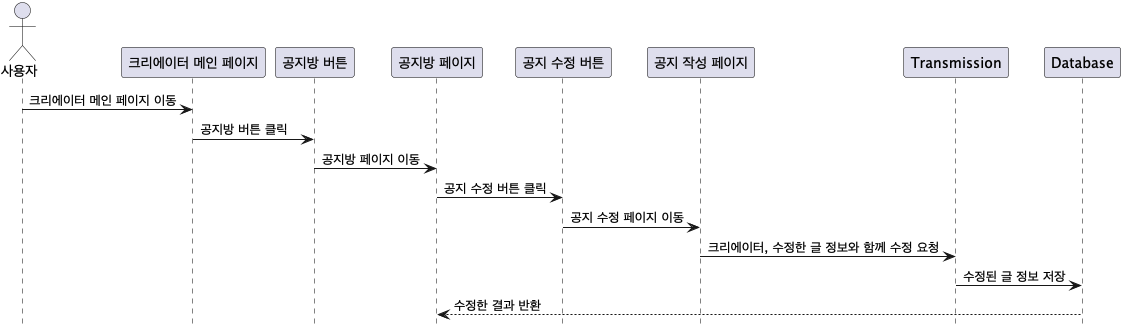 사용자
크리에이터 메인 페이지
공지방 버튼
공지방 페이지
공지 수정 버튼
공지 작성 페이지
Transmission
Database
크리에이터 메인 페이지 이동
공지방 버튼 클릭
공지방 페이지 이동
공지 수정 버튼 클릭
공지 수정 페이지 이동
크리에이터, 수정한 글 정보와 함께 수정 요청
수정된 글 정보 저장
수정한 결과 반환